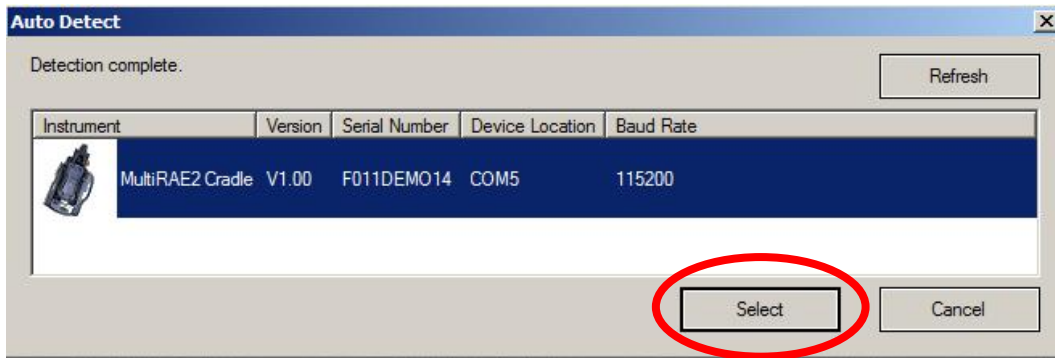 Auto Detect
Detection complete.
Refresh
Instrument Version Serial Number Device Location Baud Rate
MultiRAE2 Cradle V1.00 F011DEMO14 COM5 115200
Select Cancel